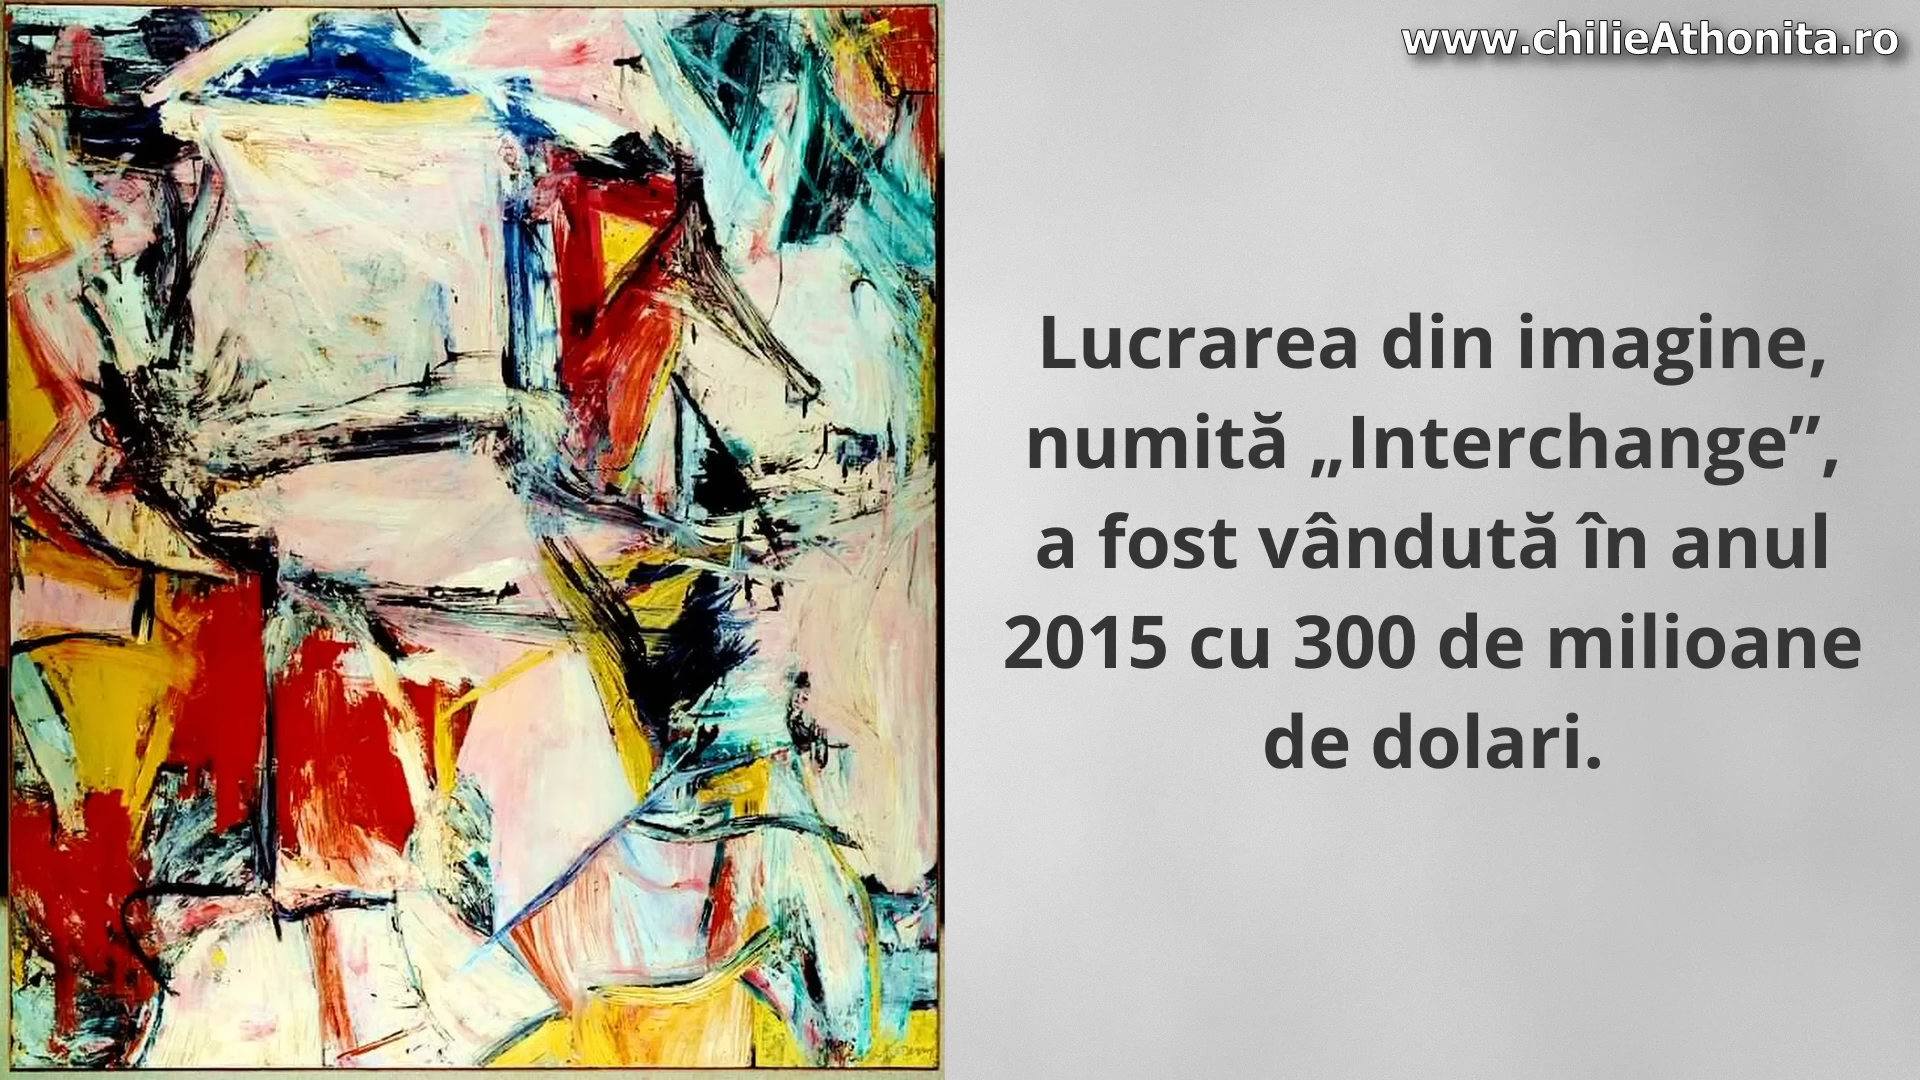 www.chilieAthonita.ro
Lucrarea din imagine,
numită „Interchange”,
a fost vândută în anul
2015 cu 300 de milioane
de dolari.